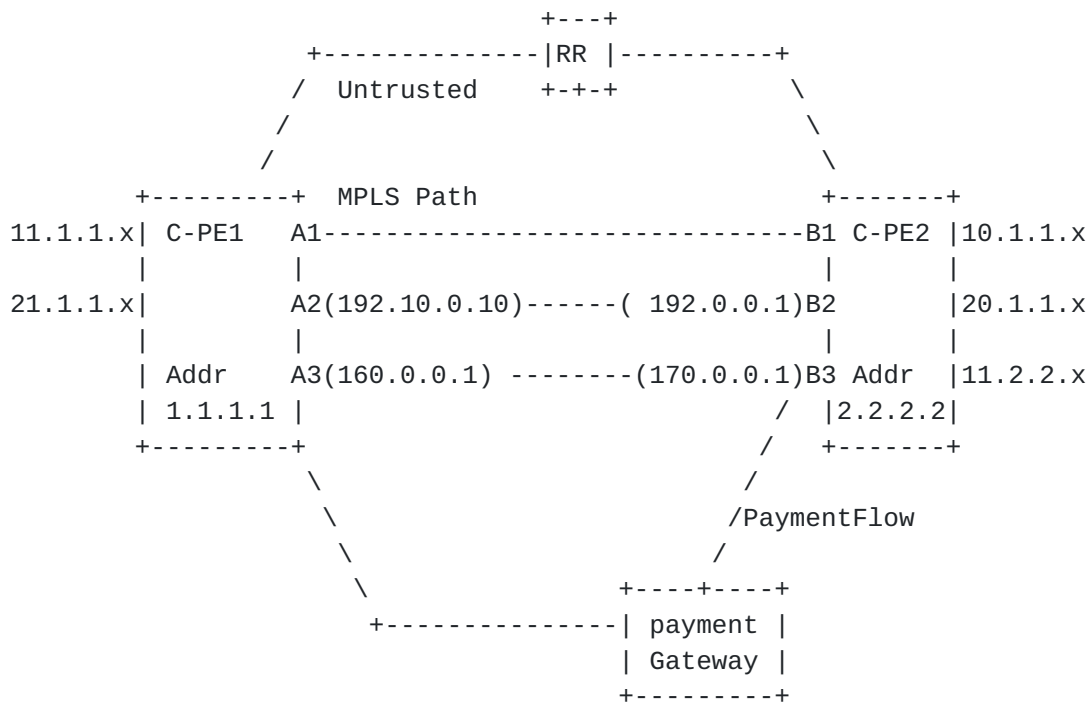 +---+
+--------------|RR |----------+
/ Untrusted +-+-+ \
/ \
/ \
+---------+ MPLS Path +-------+
11.1.1.x| C-PE1 A1-------------------------------B1 C-PE2 |10.1.1.x
| | | |
21.1.1.x| A2(192.10.0.10)------( 192.0.0.1)B2 |20.1.1.x
| | | |
| Addr A3(160.0.0.1) --------(170.0.0.1)B3 Addr |11.2.2.x
| 1.1.1.1 | / |2.2.2.2|
+---------+ / +-------+
\ /
\ /PaymentFlow
\ /
\ +----+----+
+---------------| payment |
| Gateway |
+---------+